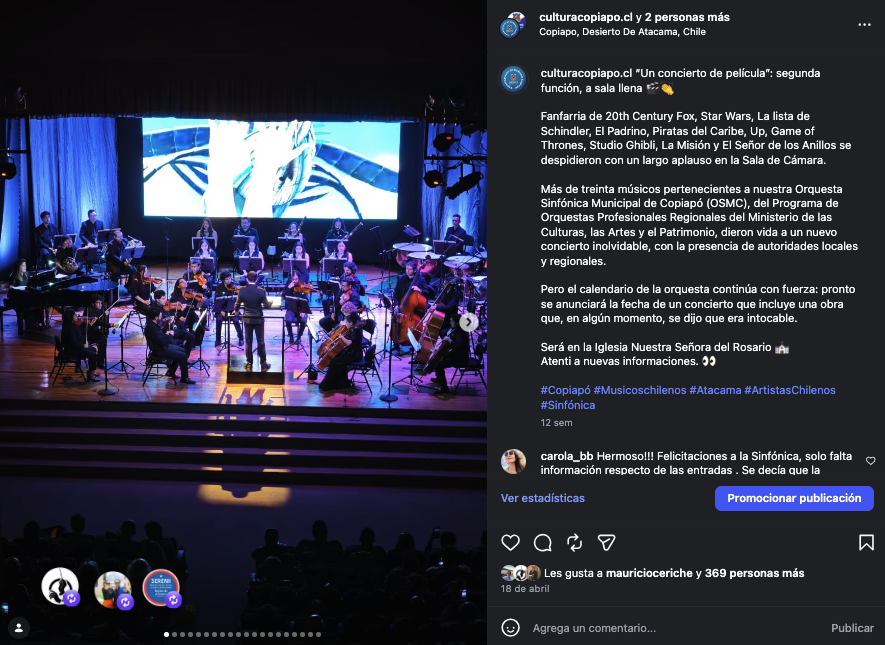 culturacopiapo.cl y 2 personas más
Copiapo, Desierto De Atacama, Chile
culturacopiapo.cl “Un concierto de película”: segunda
función, a sala llena 🎬👏
Fanfarria de 20th Century Fox, Star Wars, La lista de
Schindler, El Padrino, Piratas del Caribe, Up, Game of
Thrones, Studio Ghibli, La Misión y El Señor de los Anillos se
despidieron con un largo aplauso en la Sala de Cámara.
Más de treinta músicos pertenecientes a nuestra Orquesta
Sinfónica Municipal de Copiapó (OSMC), del Programa de
Orquestas Profesionales Regionales del Ministerio de las
Culturas, las Artes y el Patrimonio, dieron vida a un nuevo
concierto inolvidable, con la presencia de autoridades locales
y regionales.
Pero el calendario de la orquesta continúa con fuerza: pronto
se anunciará la fecha de un concierto que incluye una obra
que, en algún momento, se dijo que era intocable.
Será en la Iglesia Nuestra Señora del Rosario ⛪
Atenti a nuevas informaciones. 👀
#Copiapó #Musicoschilenos #Atacama #ArtistasChilenos
#Sinfónica
12 sem
carola_bb Hermoso!!! Felicitaciones a la Sinfónica, solo falta
información respecto de las entradas . Se decía que la
Ver estadísticas
Promocionar publicación
Les gusta a mauricioceriche y 369 personas más
18 de abril
Agrega un comentario...
Publicar